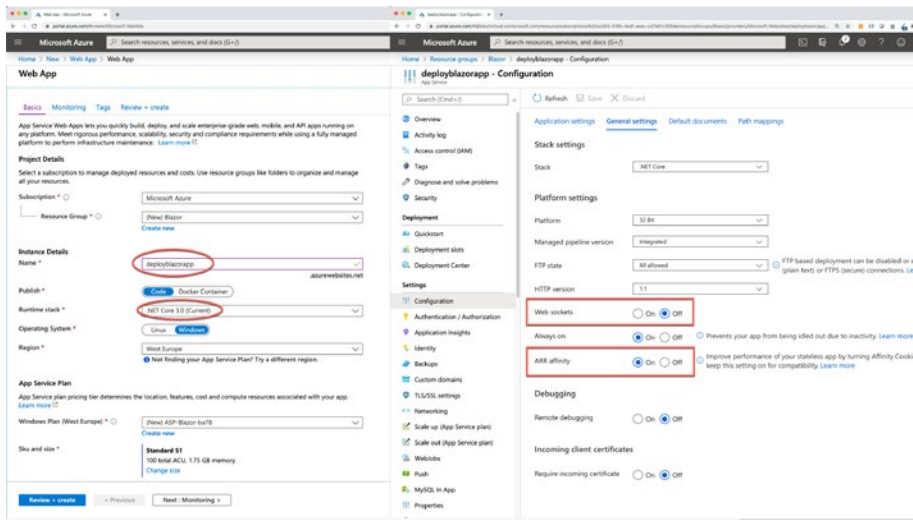 Microsoft Azure
Search resources, services, and docs (G+/)
Home > New > Web App > Web App
Web App
Basics Monitoring Tags Review + create
App Service Web Apps lets you quickly build, deploy, and scale enterprise-grade web, mobile, and API apps running on
any platform. Meet rigorous performance, scalability, security and compliance requirements while using a fully managed
platform to perform infrastructure maintenance. Learn more
Project Details
Select a subscription to manage deployed resources and costs. Use resource groups like folders to organize and manage
all your resources.
Subscription *
Microsoft Azure
Resource Group *
(New) Blazor
Create new
Instance Details
Name *
deployblazorapp
.azurewebsites.net
Publish *
Code Docker Container
Runtime stack *
.NET Core 3.0 (Current)
Operating System *
Linux Windows
Region *
West Europe
Not finding your App Service Plan? Try a different region.
App Service Plan
App Service plan pricing tier determines the location, features, cost and compute resources associated with your app.
Learn more
Windows Plan (West Europe) *
(New) ASP-Blazor-ba78
Create new
Sku and size *
Standard S1
100 total ACU, 1.75 GB memory
Change size
Review + create < Previous Next : Monitoring >
Microsoft Azure
Search resources, services, and docs (G+/)
Home > Resource groups > Blazor > deployblazorapp - Configuration
deployblazorapp - Configuration
App Service
Search (Cmd+/)
Overview
Activity log
Access control (IAM)
Tags
Diagnose and solve problems
Security
Deployment
Quickstart
Deployment slots
Deployment Center
Settings
Configuration
Authentication / Authorization
Application Insights
Identity
Backups
Custom domains
TLS/SSL settings
Networking
Scale up (App Service plan)
Scale out (App Service plan)
WebJobs
Push
MySQL In App
Properties
Refresh Save Discard
Application settings General settings Default documents Path mappings
Stack settings
Stack
.NET Core
Platform settings
Platform
32 Bit
Managed pipeline version
Integrated
FTP state
All allowed
FTP based deployment can be disabled or
(plain text) or FTPS (secure) connections.
HTTP version
1.1
Web sockets
On Off
Always on
On Off
Prevents your app from being idled out due to inactivity. Learn more
ARR affinity
On Off
Improve performance of your stateless app by turning Affinity
keep this setting on for compatibility. Learn more
Debugging
Remote debugging
On Off
Incoming client certificates
Require incoming certificate
On Off